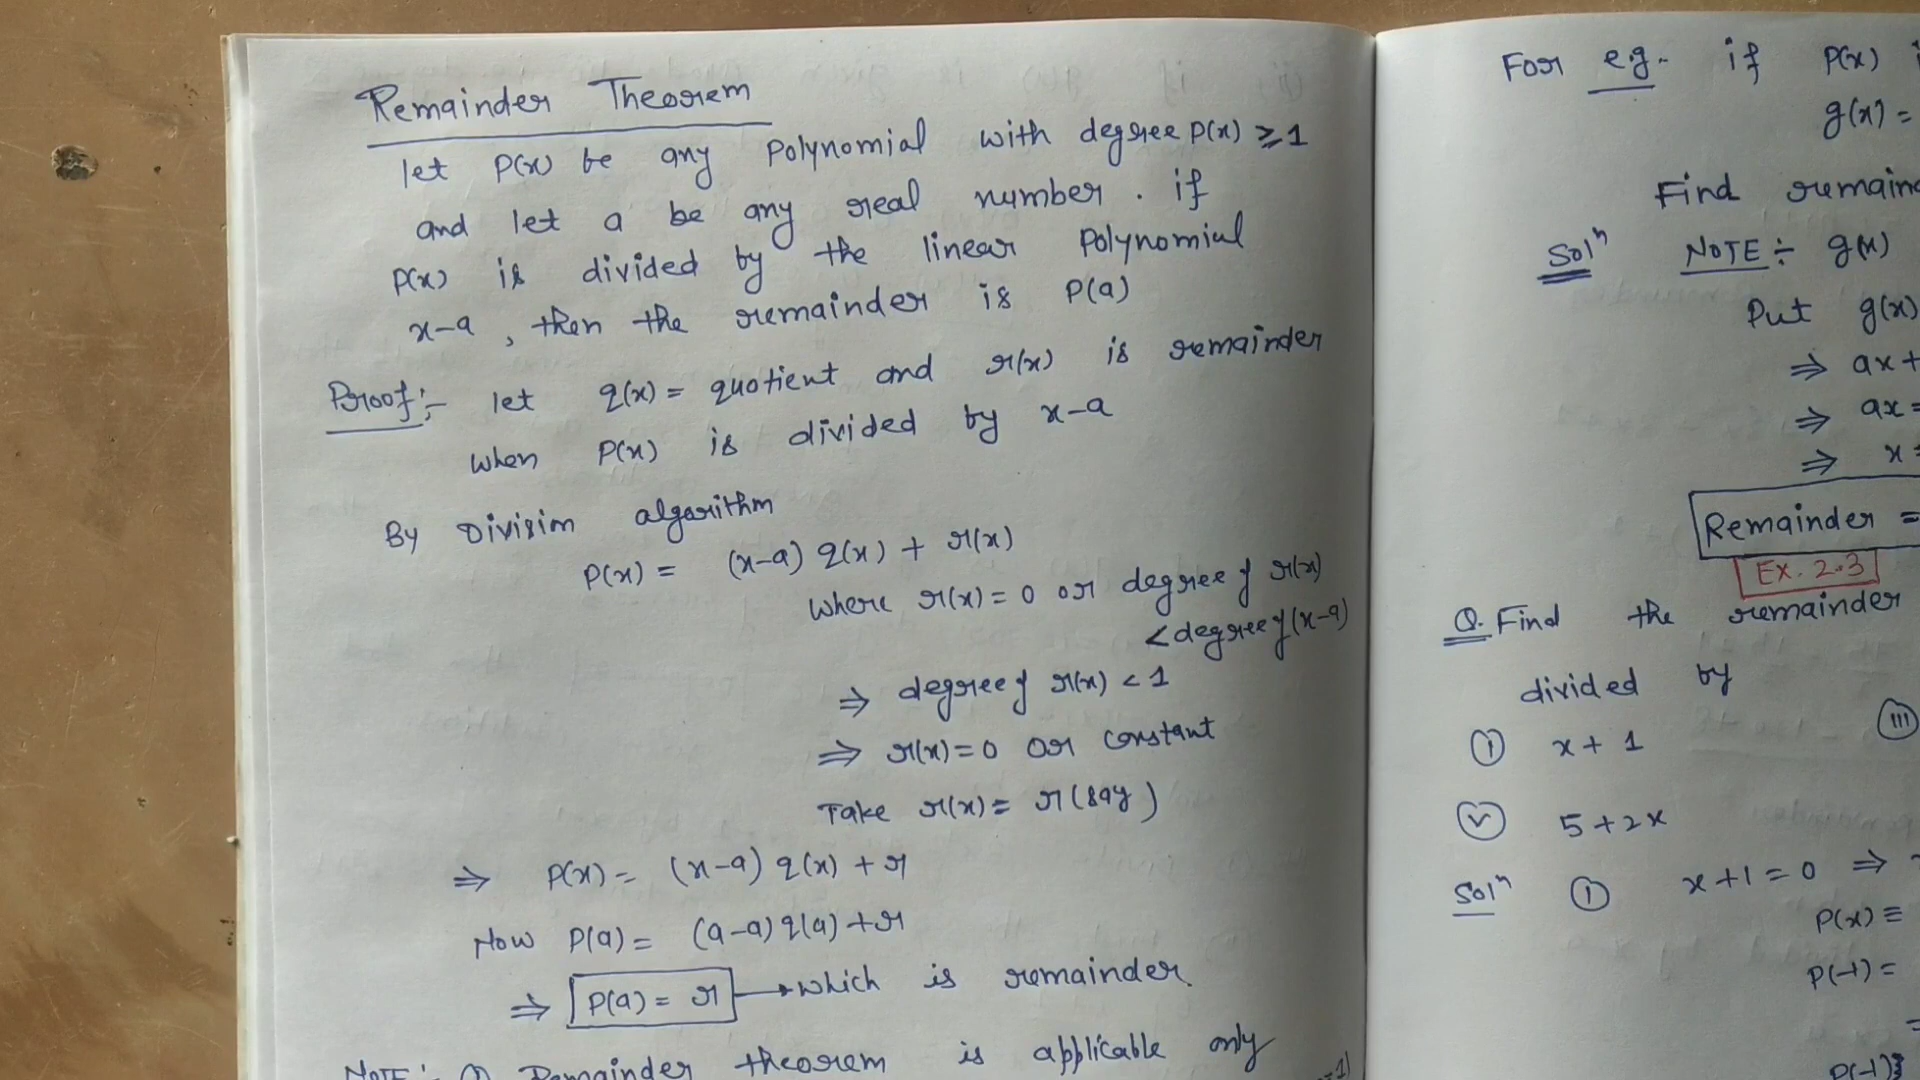 Remainder Theorem
let P(x) be any Polynomial with degree P(x) ≥ 1
and let a be any real number. if
P(x) is divided by the linear Polynomial
x-a, then the remainder is P(a)
Proof:- let q(x) = quotient and r(x) is remainder
when P(x) is divided by x-a
By Division algorithm
P(x) = (x-a) q(x) + r(x)
where r(x) = 0 or degree of r(x)
< degree of (x-a)
⇒ degree of r(x) < 1
⇒ r(x) = 0 or constant
Take r(x) = r (say)
⇒ P(x) = (x-a) q(x) + r
Now P(a) = (a-a) q(a) + r
⇒ P(a) = r → which is remainder.
NOTE:- Remainder theorem is applicable only
For e.g. if P(x)
g(x) =
Find
Solⁿ NOTE ÷ g(x)
Put g(x)
⇒ ax +
⇒ ax =
⇒ x =
Remainder =
Ex. 2.3
Q. Find the remainder
divided by
(i) x + 1 (iii)
(v) 5 + 2x
Solⁿ (i) x + 1 = 0 ⇒
P(x) =
P(-1) =
=
P(-1)